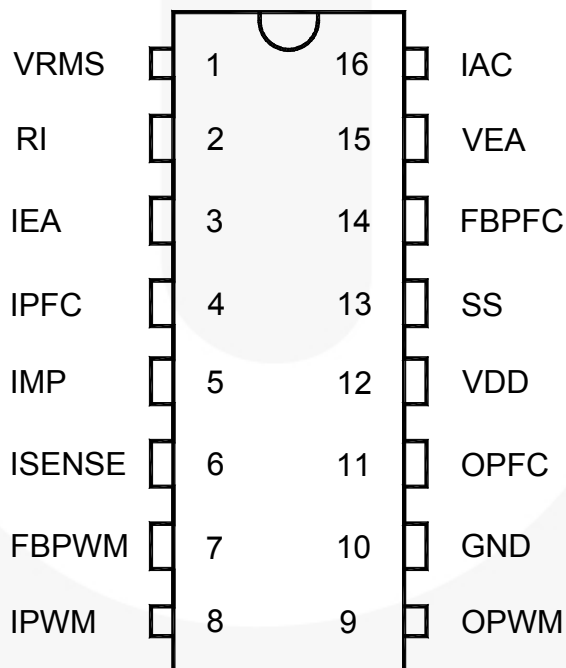 VRMS 1 16 IAC
RI 2 15 VEA
IEA 3 14 FBPFC
IPFC 4 13 SS
IMP 5 12 VDD
ISENSE 6 11 OPFC
FBPWM 7 10 GND
IPWM 8 9 OPWM